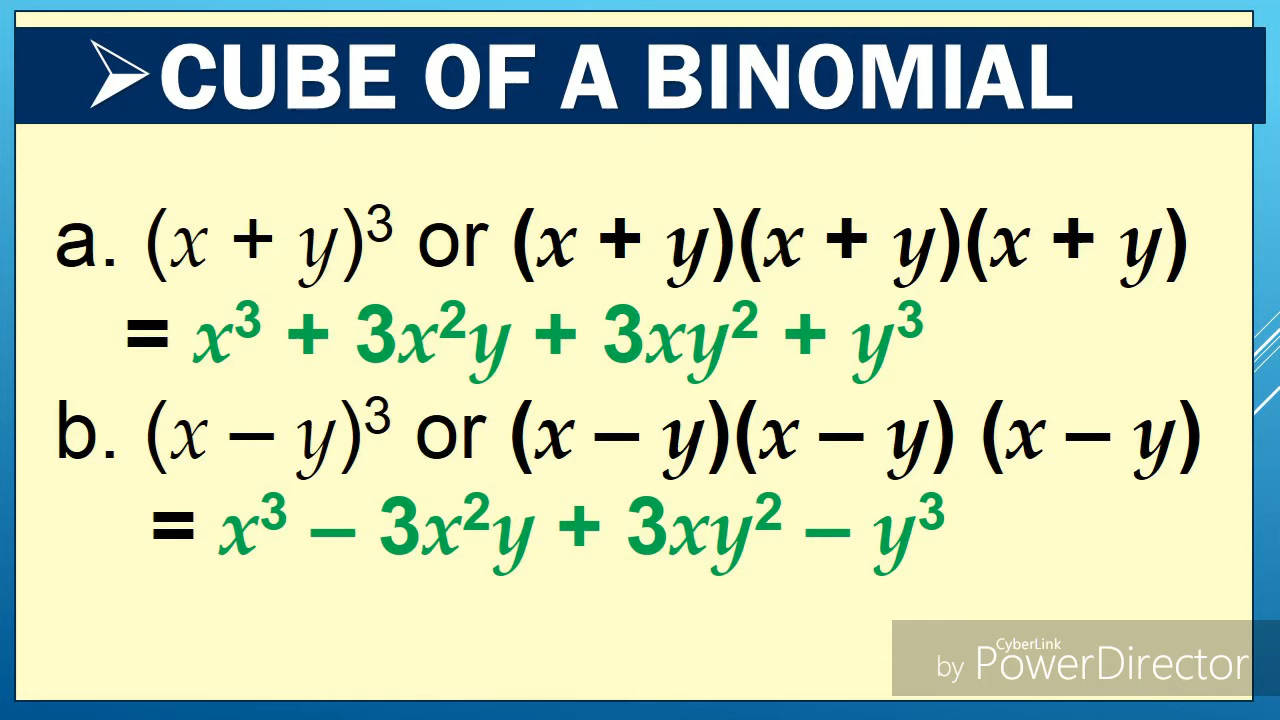 ➢CUBE OF A BINOMIAL
a. (x + y)³ or (x + y)(x + y)(x + y)
= x³ + 3x²y + 3xy² + y³
b. (x – y)³ or (x – y)(x – y) (x – y)
= x³ – 3x²y + 3xy² – y³
CyberLink
by PowerDirector